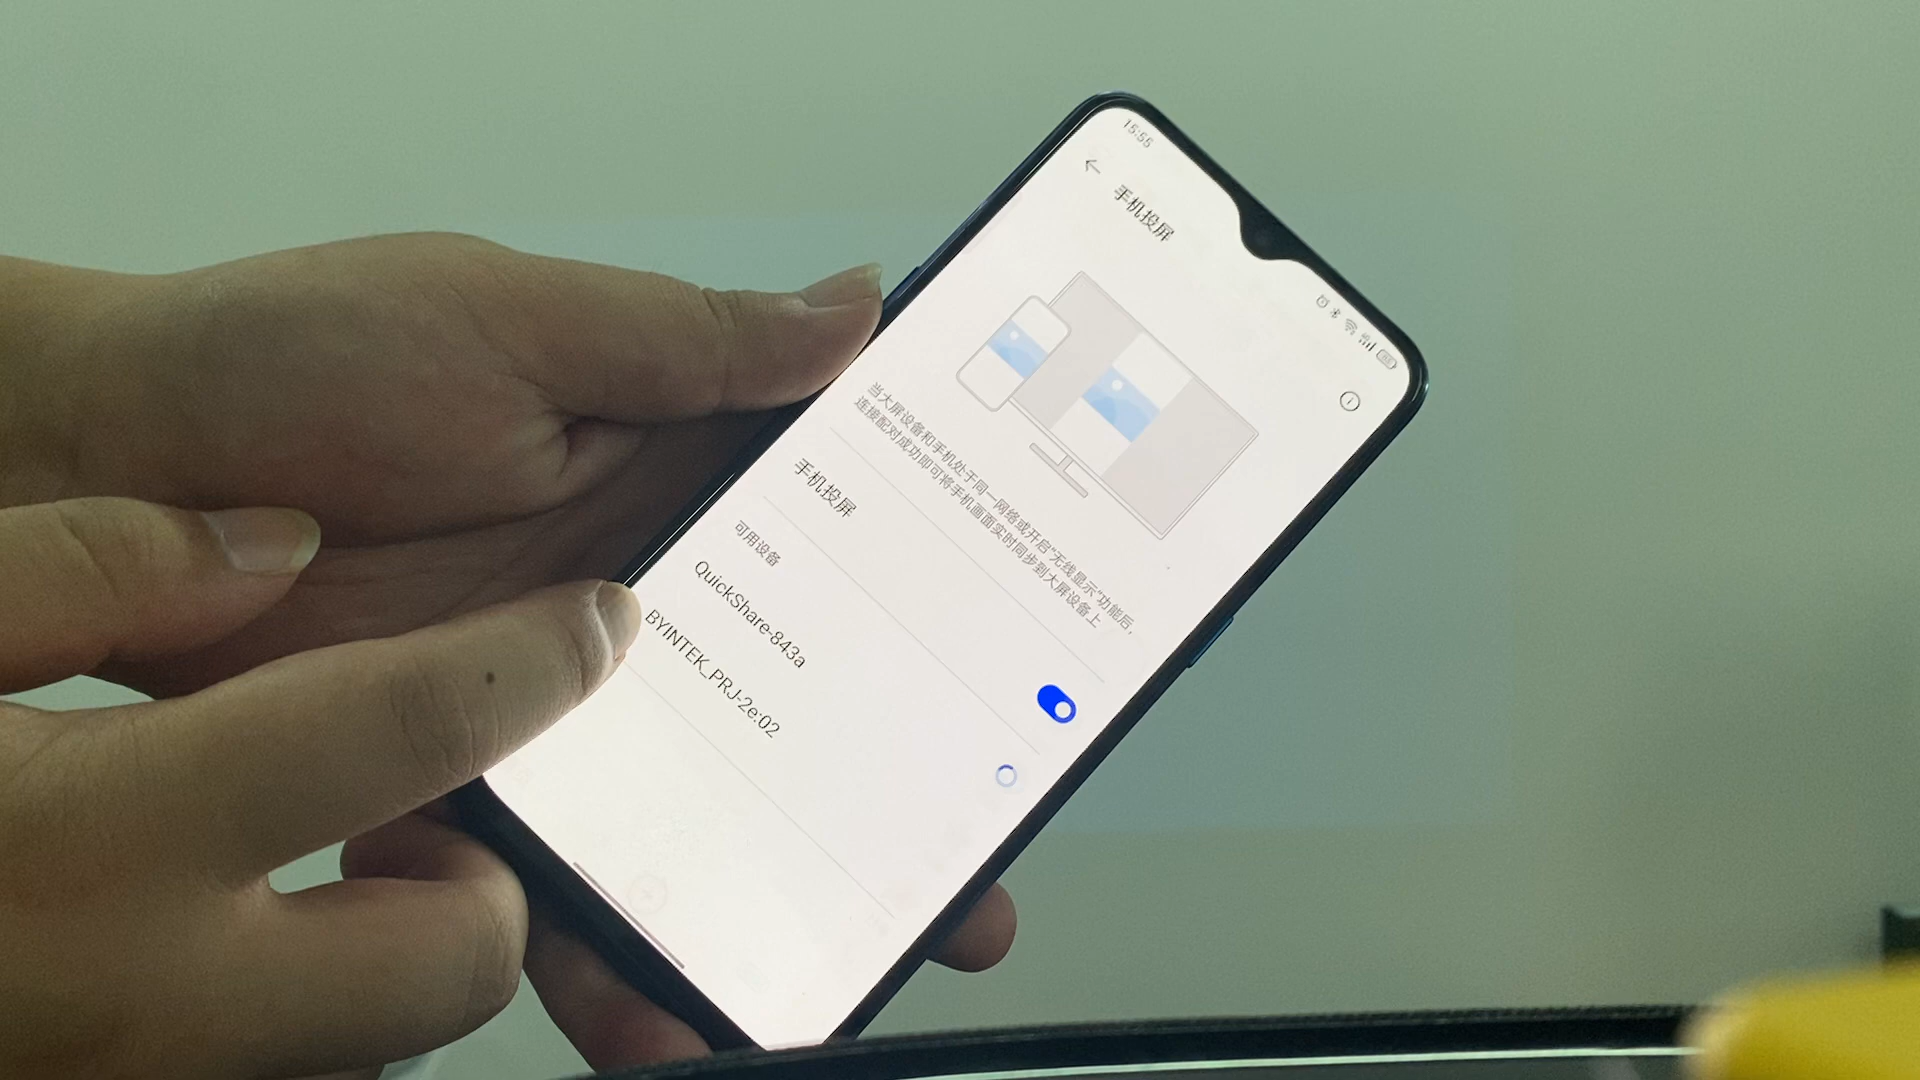 15:55
手机投屏
当大屏设备和手机处于同一网络或开启“无线显示”功能后,
连接配对成功即可将手机画面实时同步到大屏设备上
手机投屏
可用设备
QuickShare-843a
BYINTEK_PRJ-2e:02